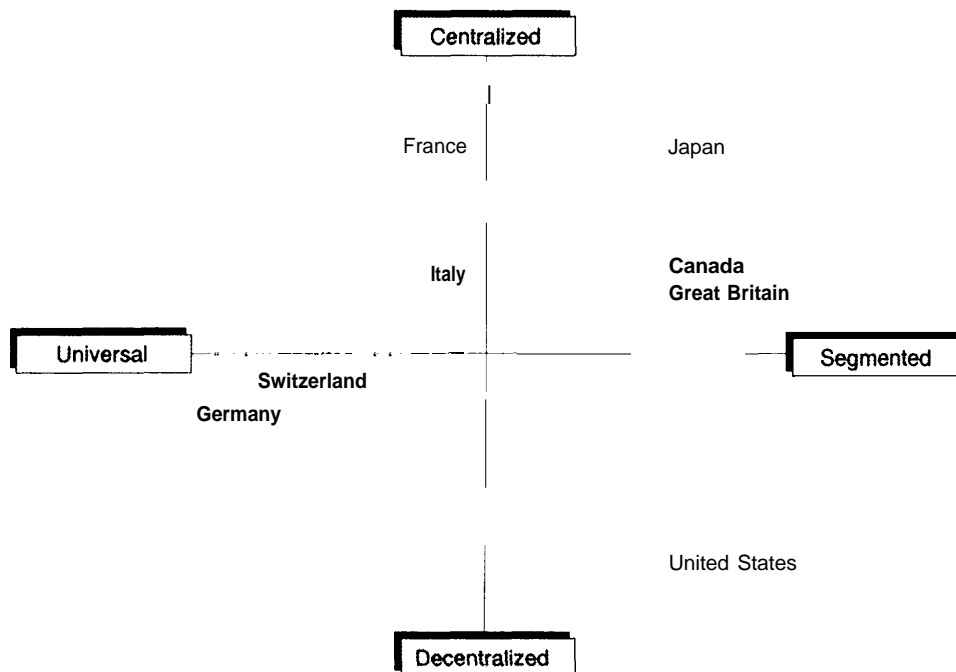 Centralized
France
Japan
Italy
Canada
Great Britain
Universal
Segmented
Switzerland
Germany
United States
Decentralized